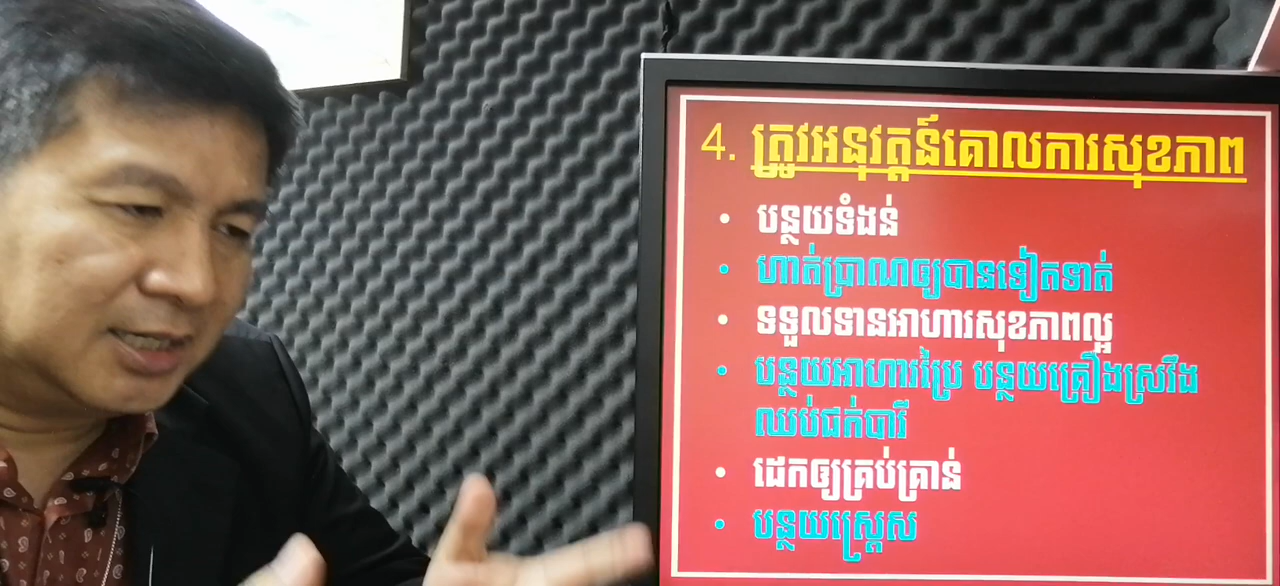 4. ត្រូវអនុវត្តន៍គោលការសុខភាព
• បន្ថយទំងន់
• ហាត់ប្រាណឲ្យបានទៀតទាត់
• ទទួលទានអាហារសុខភាពល្អ
• បន្ថយអាហារប្រៃ បន្ថយគ្រឿងស្រវឹង
ឈប់ជក់បារី
• ដេកឲ្យគ្រប់គ្រាន់
• បន្ថយស្ត្រេស